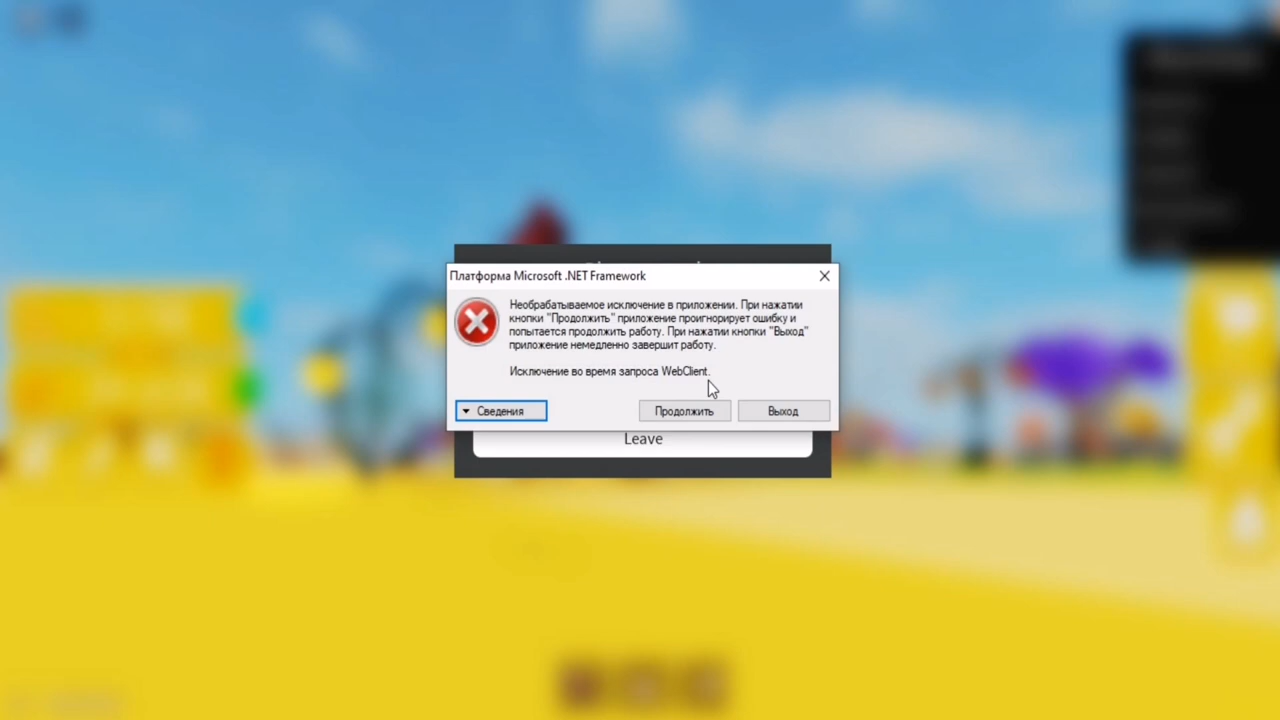 Платформа Microsoft .NET Framework
Необрабатываемое исключение в приложении. При нажатии
кнопки "Продолжить" приложение проигнорирует ошибку и
попытается продолжить работу. При нажатии кнопки "Выход"
приложение немедленно завершит работу.
Исключение во время запроса WebClient.
Сведения
Продолжить
Выход
Leave